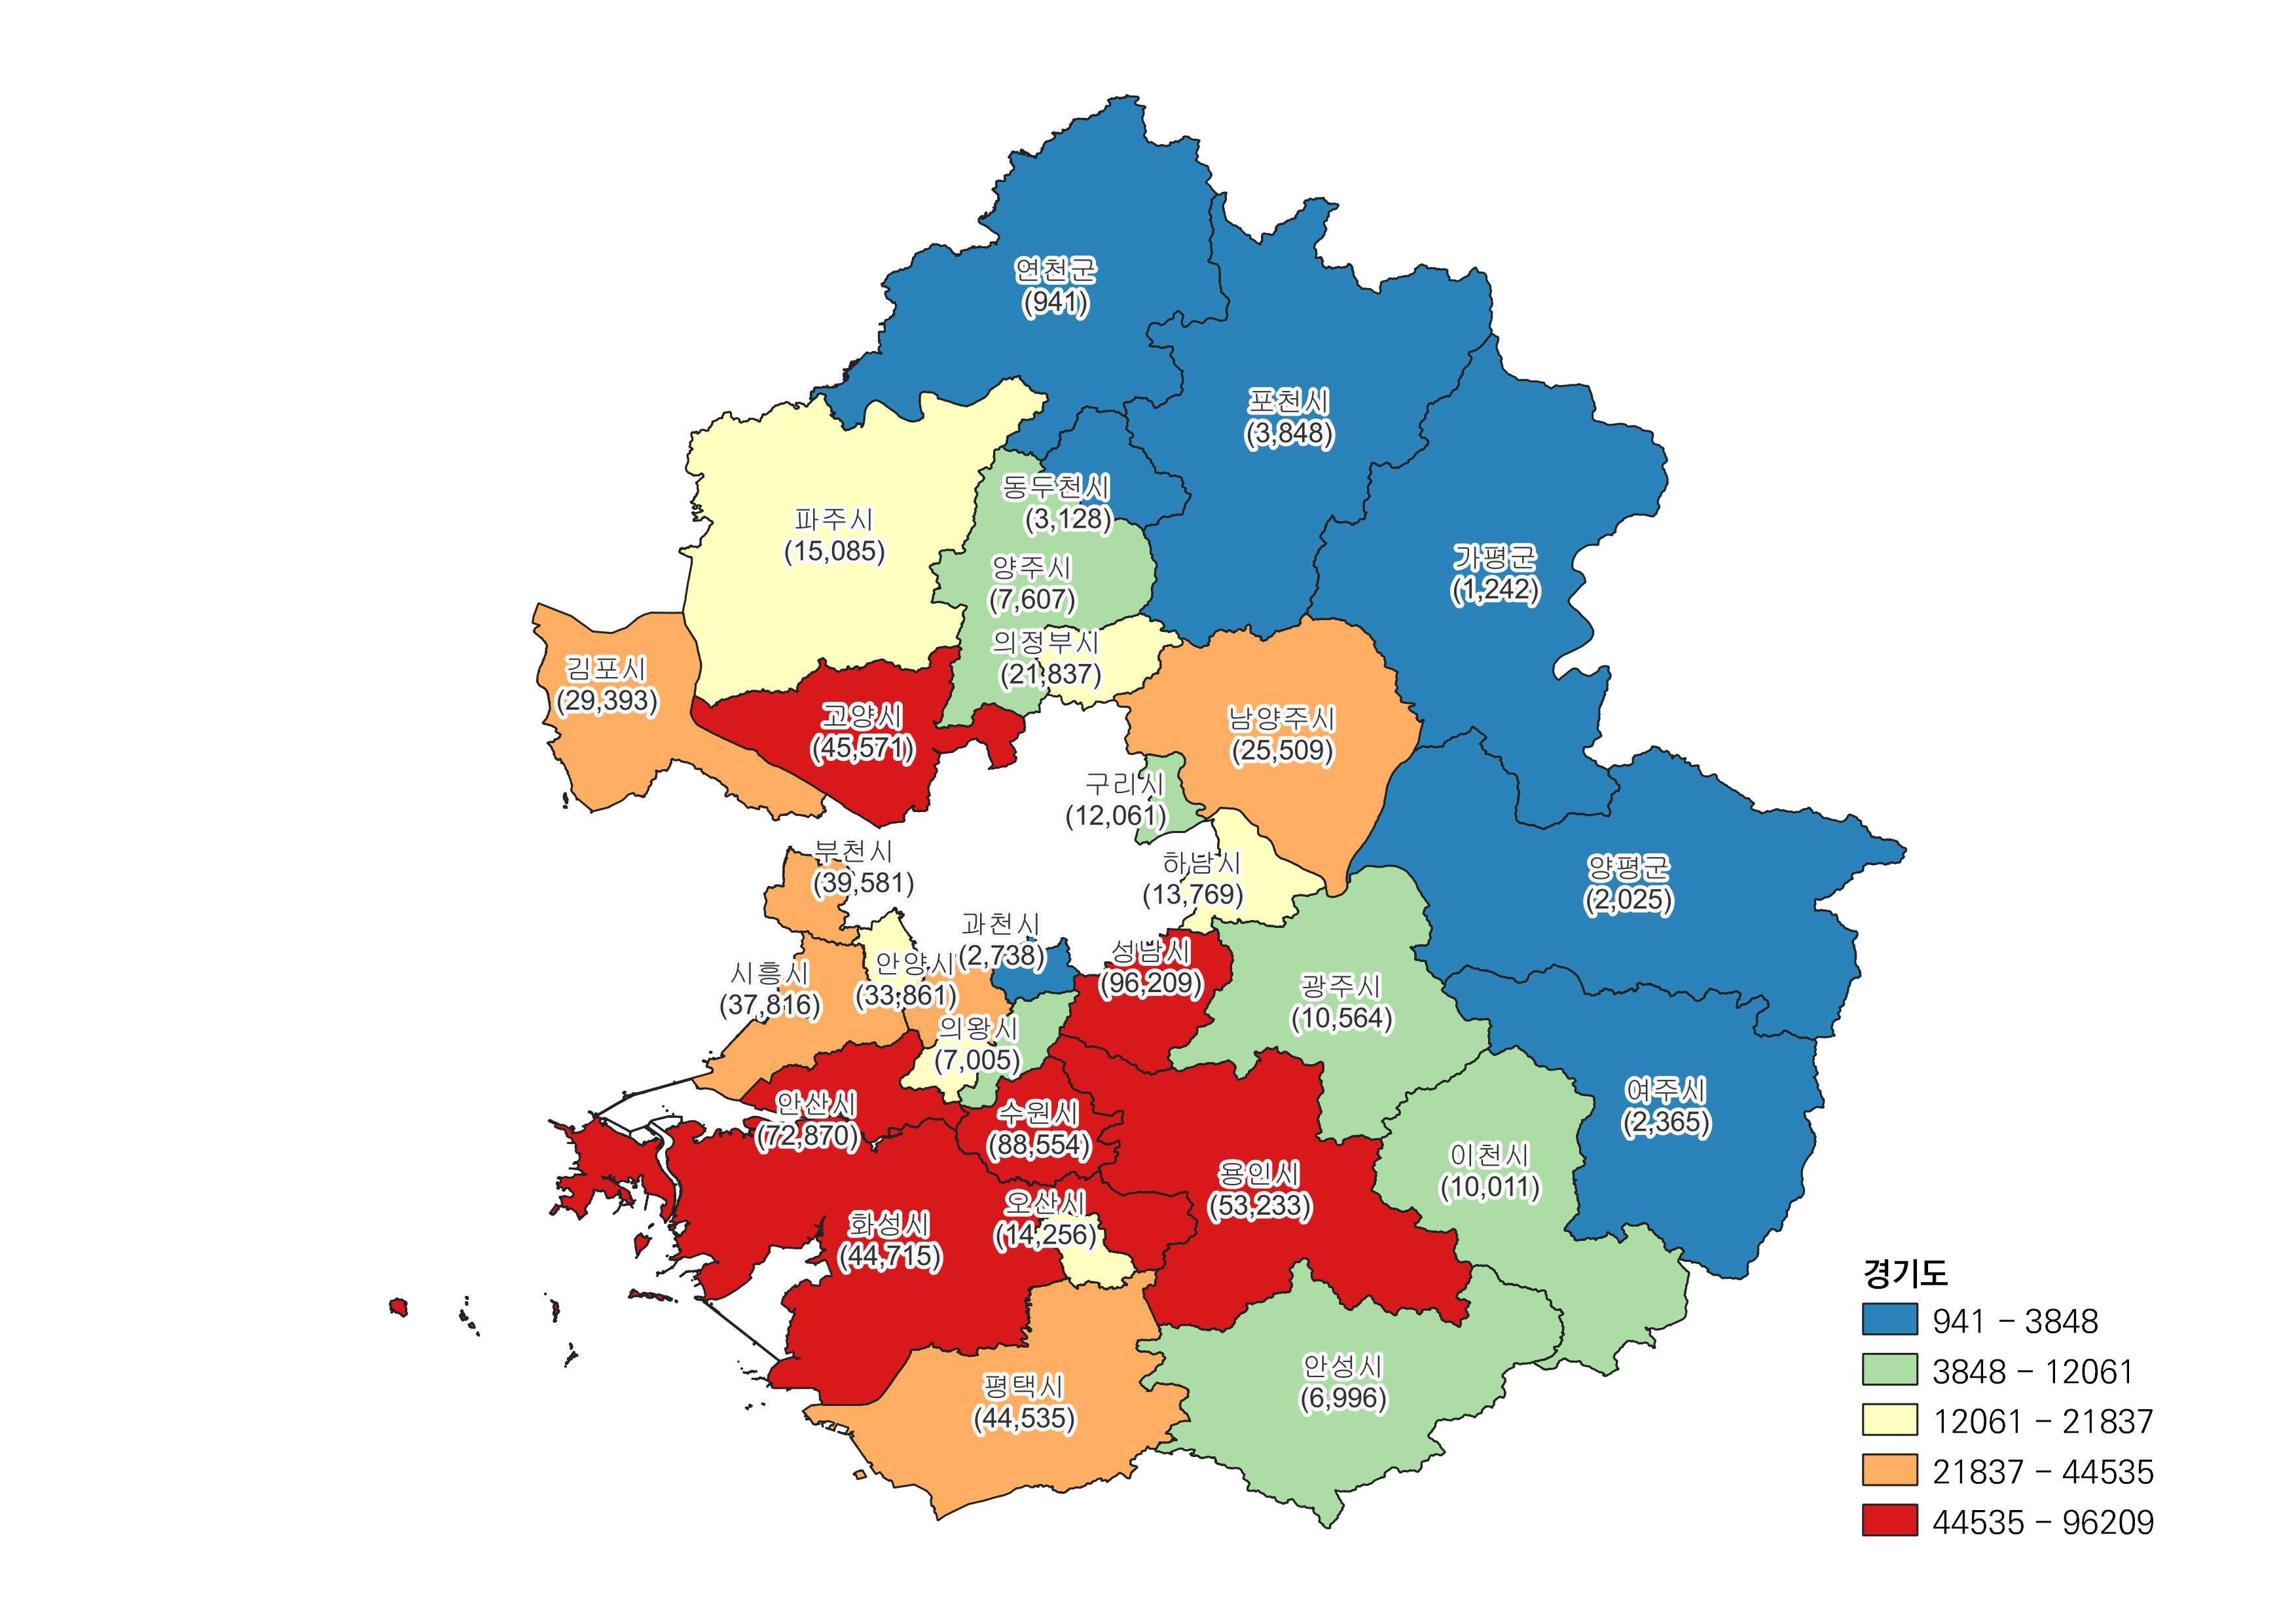 연천군
(941)
포천시
(3,848)
동두천시
(3,128)
파주시
(15,085)
가평군
(1,242)
양주시
(7,607)
의정부시
(21,837)
김포시
(29,393)
고양시
(45,571)
남양주시
(25,509)
구리시
(12,061)
부천시
(39,581)
하남시
(13,769)
양평군
(2,025)
과천시
(2,738)
성남시
(96,209)
시흥시
(37,816)
안양시
(33,861)
광주시
(10,564)
의왕시
(7,005)
안산시
(72,870)
수원시
(88,554)
여주시
(2,365)
이천시
(10,011)
용인시
(53,233)
오산시
(14,256)
화성시
(44,715)
평택시
(44,535)
안성시
(6,996)
경기도
941 – 3848
3848 – 12061
12061 – 21837
21837 – 44535
44535 – 96209